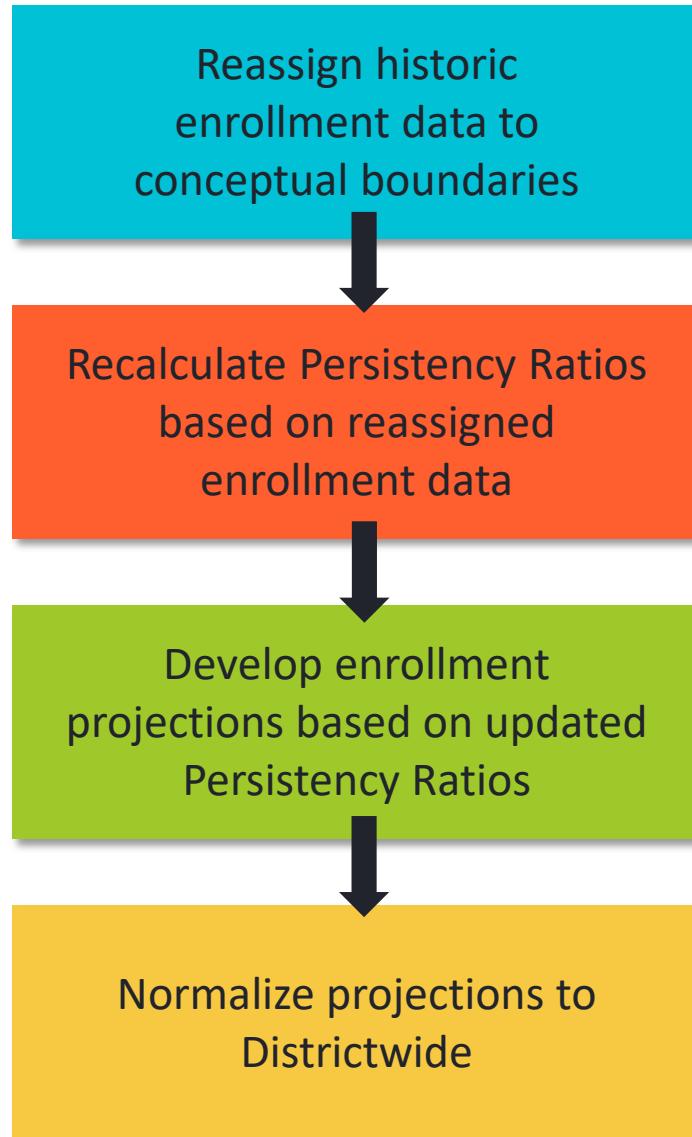 Reassign historic
enrollment data to
conceptual boundaries
Recalculate Persistency Ratios
based on reassigned
enrollment data
Develop enrollment
projections based on updated
Persistency Ratios
Normalize projections to
Districtwide